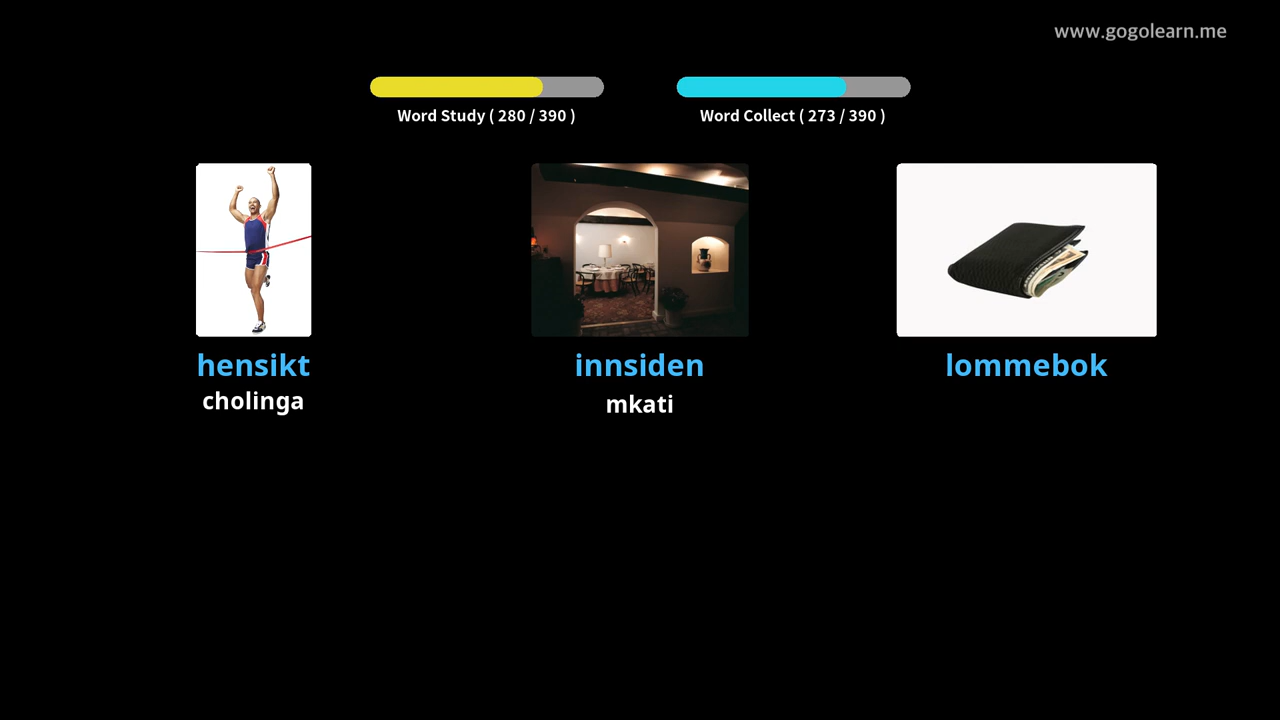 www.gogolearn.me
Word Study ( 280 / 390 )
Word Collect ( 273 / 390 )
hensikt
cholinga
innsiden
mkati
lommebok